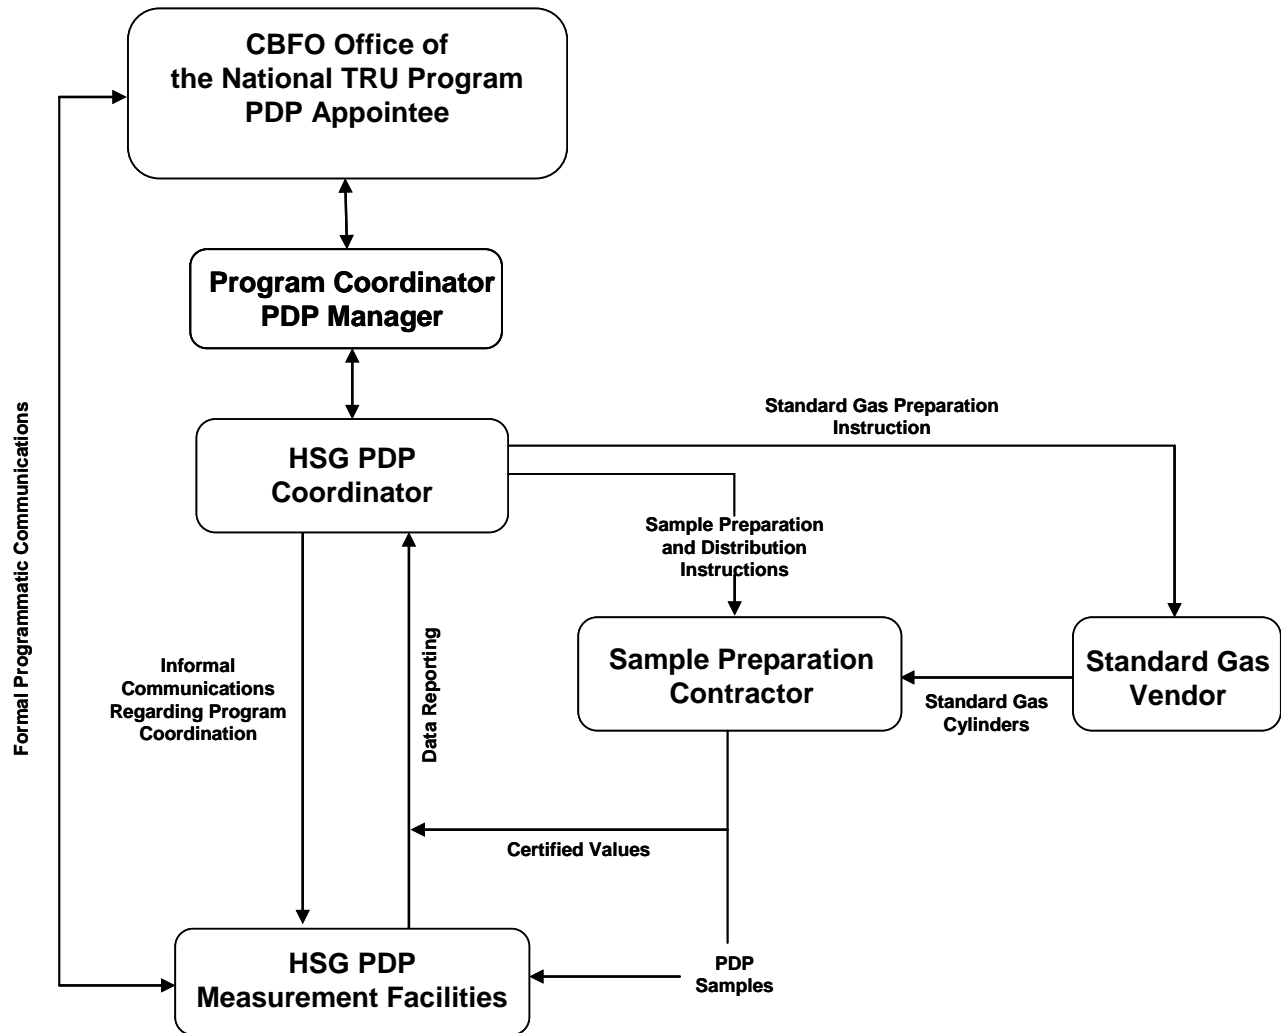 CBFO Office of
the National TRU Program
PDP Appointee
Program Coordinator
PDP Manager
Formal Programmatic Communications
HSG PDP
Coordinator
Standard Gas Preparation
Instruction
Sample Preparation
and Distribution
Instructions
Informal
Communications
Regarding Program
Coordination
Data Reporting
Sample Preparation
Contractor
Standard Gas
Vendor
Standard Gas
Cylinders
Certified Values
HSG PDP
Measurement Facilities
PDP
Samples